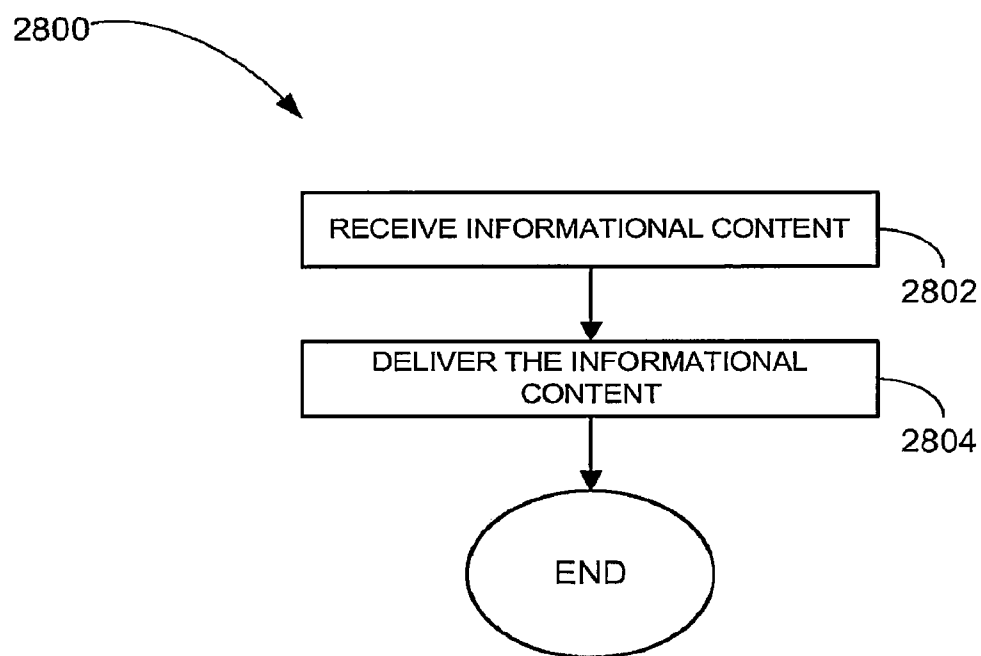 2800
RECEIVE INFORMATIONAL CONTENT
2802
DELIVER THE INFORMATIONAL
CONTENT
2804
END